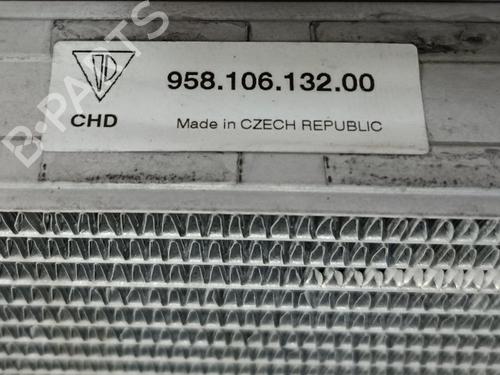 958.106.132.00
CHD
Made in CZECH REPUBLIC
B-PARTS